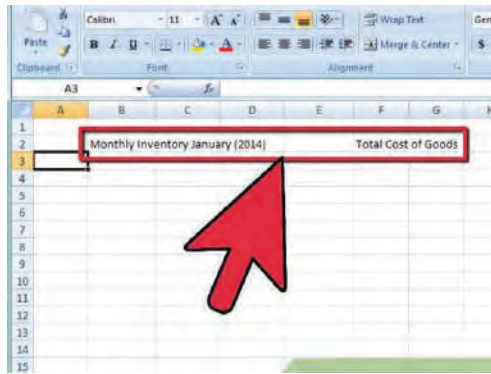 Calibri 11 A A Wrap Text Gen
Paste B I U A Merge & Center $
Clipboard Font Alignment
A3 fx
A B C D E F G
1
2 Monthly Inventory January (2014) Total Cost of Goods
3
4
5
6
7
8
9
10
11
12
13
14
15